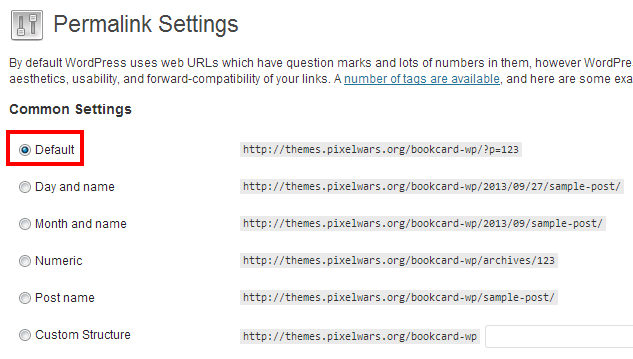 Permalink Settings
By default WordPress uses web URLs which have question marks and lots of numbers in them, however WordPre
aesthetics, usability, and forward-compatibility of your links. A number of tags are available, and here are some exa
Common Settings
Default http://themes.pixelwars.org/bookcard-wp/?p=123
Day and name http://themes.pixelwars.org/bookcard-wp/2013/09/27/sample-post/
Month and name http://themes.pixelwars.org/bookcard-wp/2013/09/sample-post/
Numeric http://themes.pixelwars.org/bookcard-wp/archives/123
Post name http://themes.pixelwars.org/bookcard-wp/sample-post/
Custom Structure http://themes.pixelwars.org/bookcard-wp